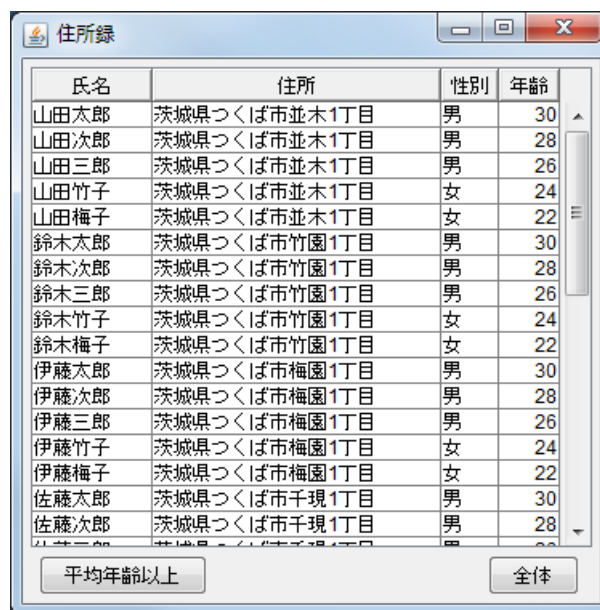 住所録
氏名 住所 性別 年齢
山田太郎 茨城県つくば市並木1丁目 男 30
山田次郎 茨城県つくば市並木1丁目 男 28
山田三郎 茨城県つくば市並木1丁目 男 26
山田竹子 茨城県つくば市並木1丁目 女 24
山田梅子 茨城県つくば市並木1丁目 女 22
鈴木太郎 茨城県つくば市竹園1丁目 男 30
鈴木次郎 茨城県つくば市竹園1丁目 男 28
鈴木三郎 茨城県つくば市竹園1丁目 男 26
鈴木竹子 茨城県つくば市竹園1丁目 女 24
鈴木梅子 茨城県つくば市竹園1丁目 女 22
伊藤太郎 茨城県つくば市梅園1丁目 男 30
伊藤次郎 茨城県つくば市梅園1丁目 男 28
伊藤三郎 茨城県つくば市梅園1丁目 男 26
伊藤竹子 茨城県つくば市梅園1丁目 女 24
伊藤梅子 茨城県つくば市梅園1丁目 女 22
佐藤太郎 茨城県つくば市千現1丁目 男 30
佐藤次郎 茨城県つくば市千現1丁目 男 28
平均年齢以上 全体